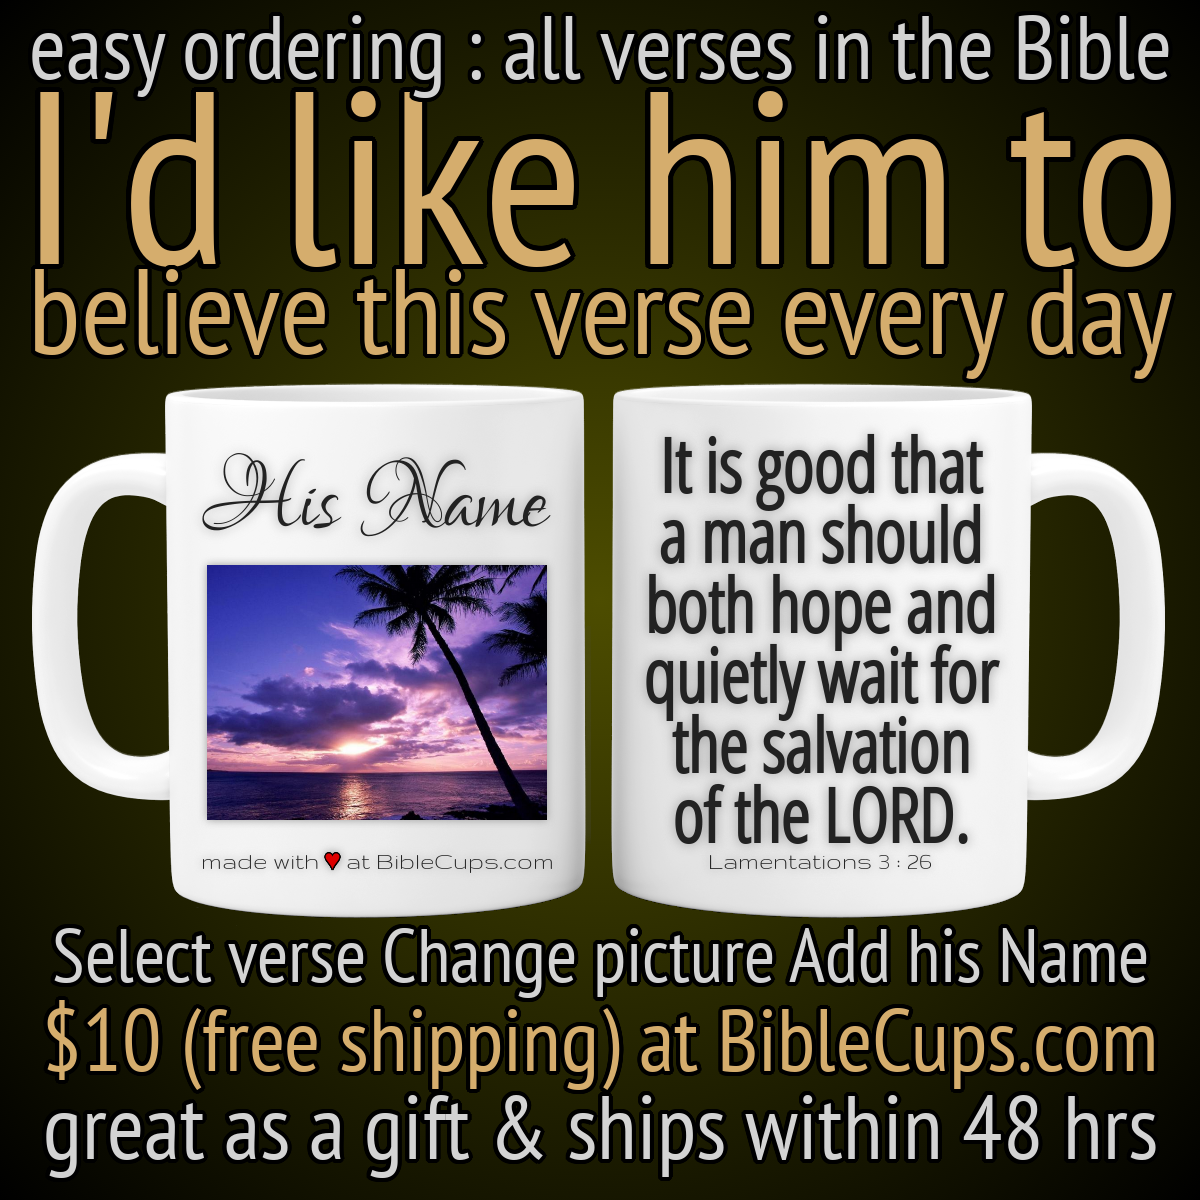 easy ordering : all verses in the Bible
I'd like him to
believe this verse every day
His Name
made with ♥ at BibleCups.com
It is good that
a man should
both hope and
quietly wait for
the salvation
of the LORD.
Lamentations 3 : 26
Select verse Change picture Add his Name
$10 (free shipping) at BibleCups.com
great as a gift & ships within 48 hrs